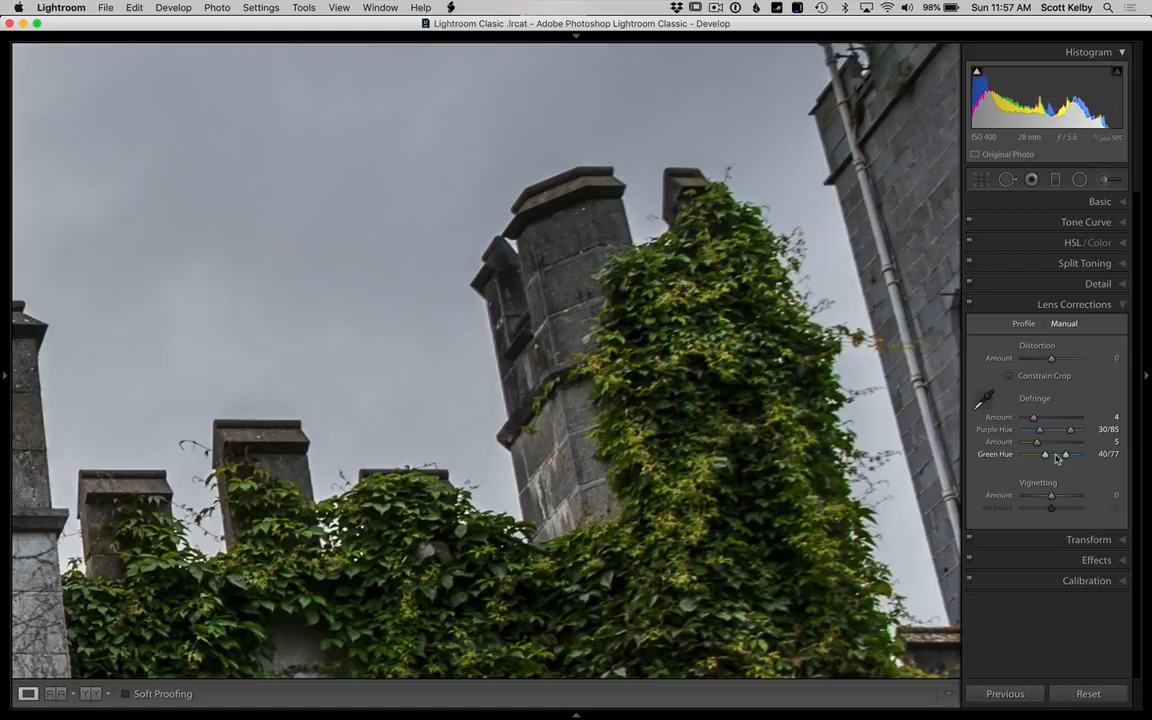 Lightroom File Edit Develop Photo Settings Tools View Window Help 98% Sun 11:57 AM Scott Kelby
Lightroom Clasic .lrcat - Adobe Photoshop Lightroom Classic - Develop
Histogram
ISO 400 28 mm ƒ / 5.6
Original Photo
Basic
Tone Curve
HSL / Color
Split Toning
Detail
Lens Corrections
Profile Manual
Distortion
Amount 0
Constrain Crop
Defringe
Amount 4
Purple Hue 30/85
Amount 5
Green Hue 40/77
Vignetting
Amount 0
Midpoint
Transform
Effects
Calibration
Soft Proofing
Previous Reset